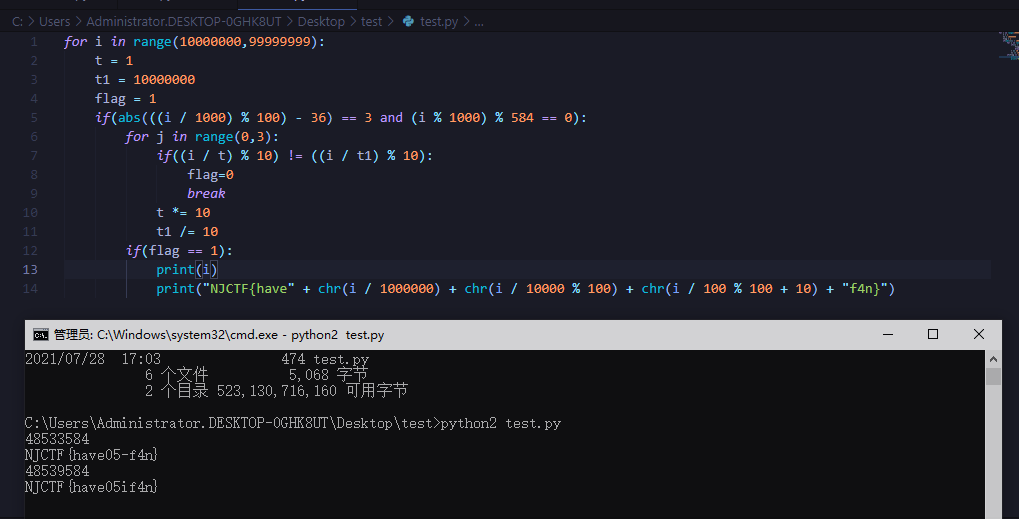 C: > Users > Administrator.DESKTOP-0GHK8UT > Desktop > test > test.py > ...
1 for i in range(10000000,99999999):
2     t = 1
3     t1 = 10000000
4     flag = 1
5     if(abs(((i / 1000) % 100) - 36) == 3 and (i % 1000) % 584 == 0):
6         for j in range(0,3):
7             if((i / t) % 10) != ((i / t1) % 10):
8                 flag=0
9                 break
10             t *= 10
11             t1 /= 10
12         if(flag == 1):
13             print(i)
14             print("NJCTF{have" + chr(i / 1000000) + chr(i / 10000 % 100) + chr(i / 100 % 100 + 10) + "f4n}")
管理员: C:\Windows\system32\cmd.exe - python2  test.py
2021/07/28  17:03               474 test.py
               6 个文件          5,068 字节
               2 个目录 523,130,716,160 可用字节
C:\Users\Administrator.DESKTOP-0GHK8UT\Desktop\test>python2 test.py
48533584
NJCTF{have05-f4n}
48539584
NJCTF{have05if4n}